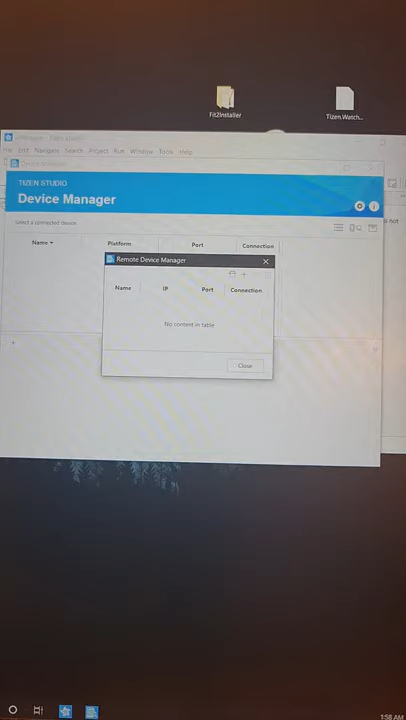 Fit2Installer
Tizen.Watch...
File Edit Navigate Search Project Run Window Tools Help
Device Manager
TIZEN STUDIO
Device Manager
Select a connected device
Name Platform Port Connection
Remote Device Manager
Name IP Port Connection
No content in table
Close
is not
1:58 AM